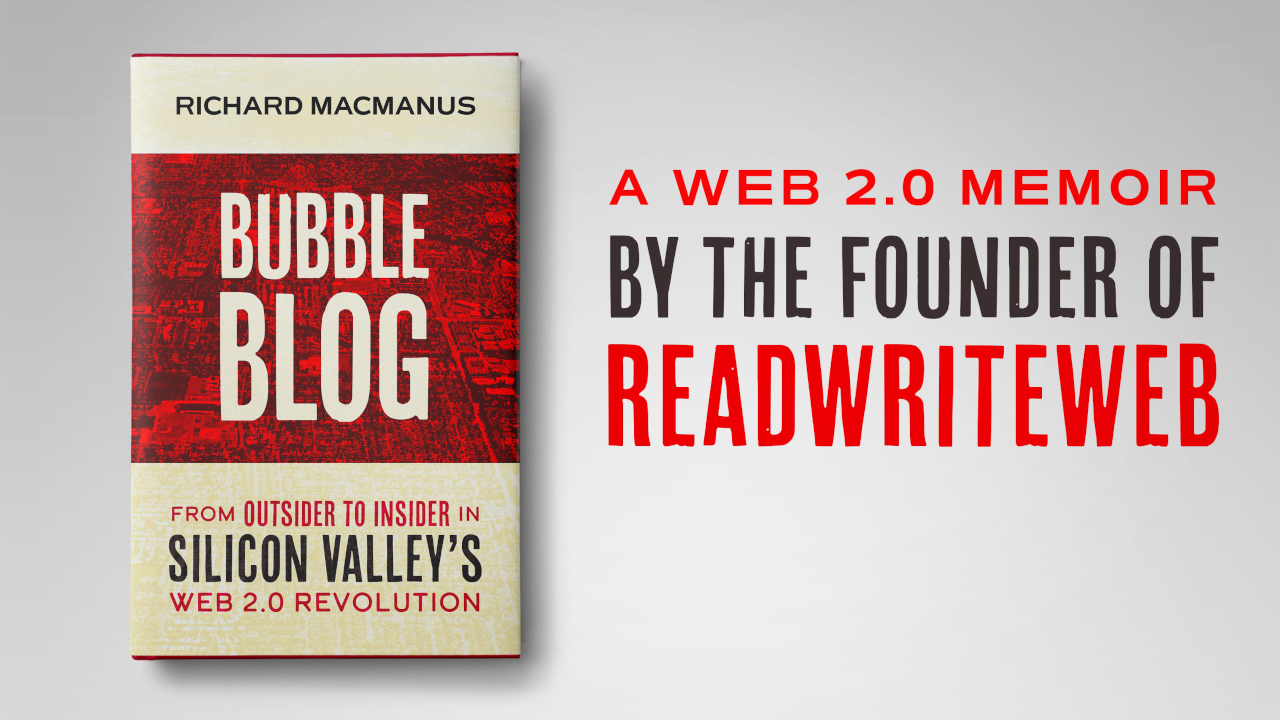 RICHARD MACMANUS
BUBBLE
BLOG
FROM OUTSIDER TO INSIDER IN
SILICON VALLEY'S
WEB 2.0 REVOLUTION
A WEB 2.0 MEMOIR
BY THE FOUNDER OF
READWRITEWEB